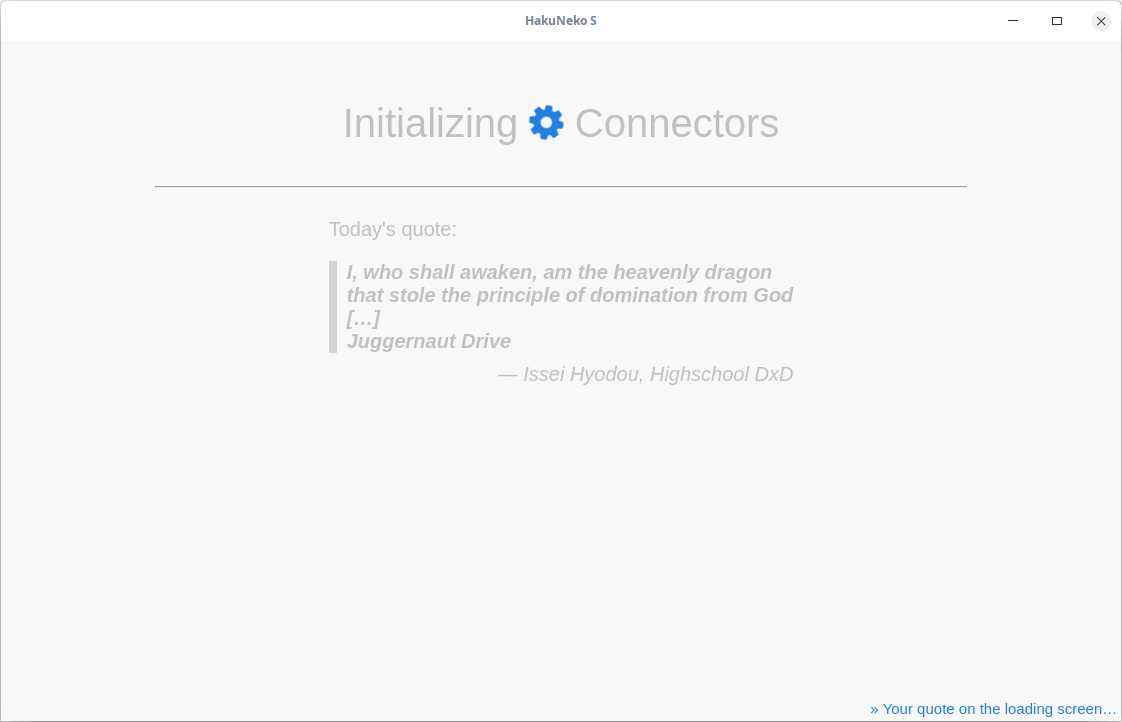 HakuNeko S
Initializing Connectors
Today's quote:
I, who shall awaken, am the heavenly dragon
that stole the principle of domination from God
[…]
Juggernaut Drive
— Issei Hyodou, Highschool DxD
» Your quote on the loading screen…